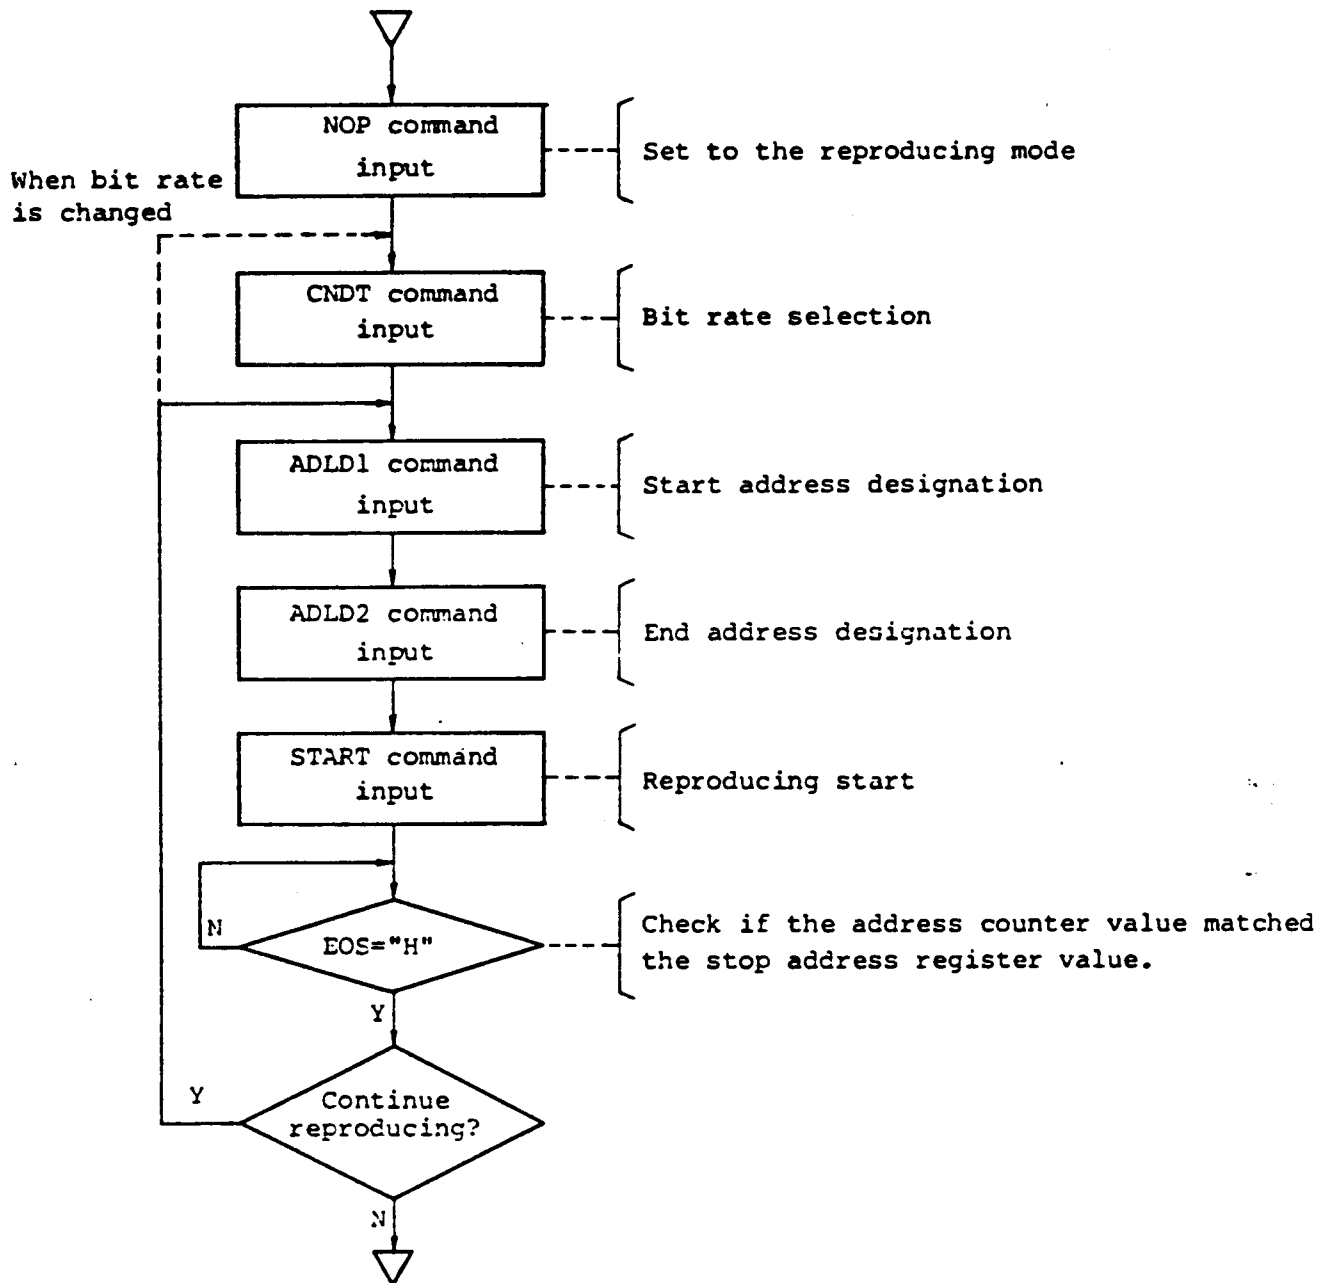 NOP command
input
Set to the reproducing mode
When bit rate
is changed
CNDT command
input
Bit rate selection
ADLD1 command
input
Start address designation
ADLD2 command
input
End address designation
START command
input
Reproducing start
N
EOS="H"
Check if the address counter value matched
the stop address register value.
Y
Y
Continue
reproducing?
N